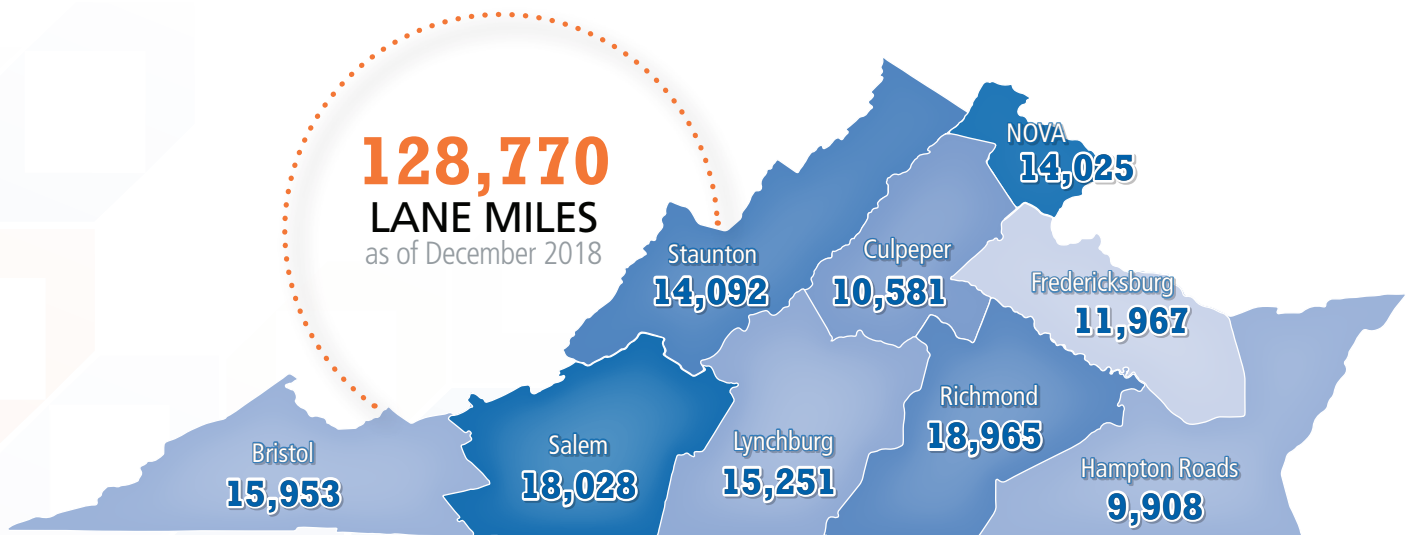 128,770
LANE MILES
as of December 2018
NOVA
14,025
Staunton
14,092
Culpeper
10,581
Fredericksburg
11,967
Richmond
18,965
Bristol
15,953
Salem
18,028
Lynchburg
15,251
Hampton Roads
9,908